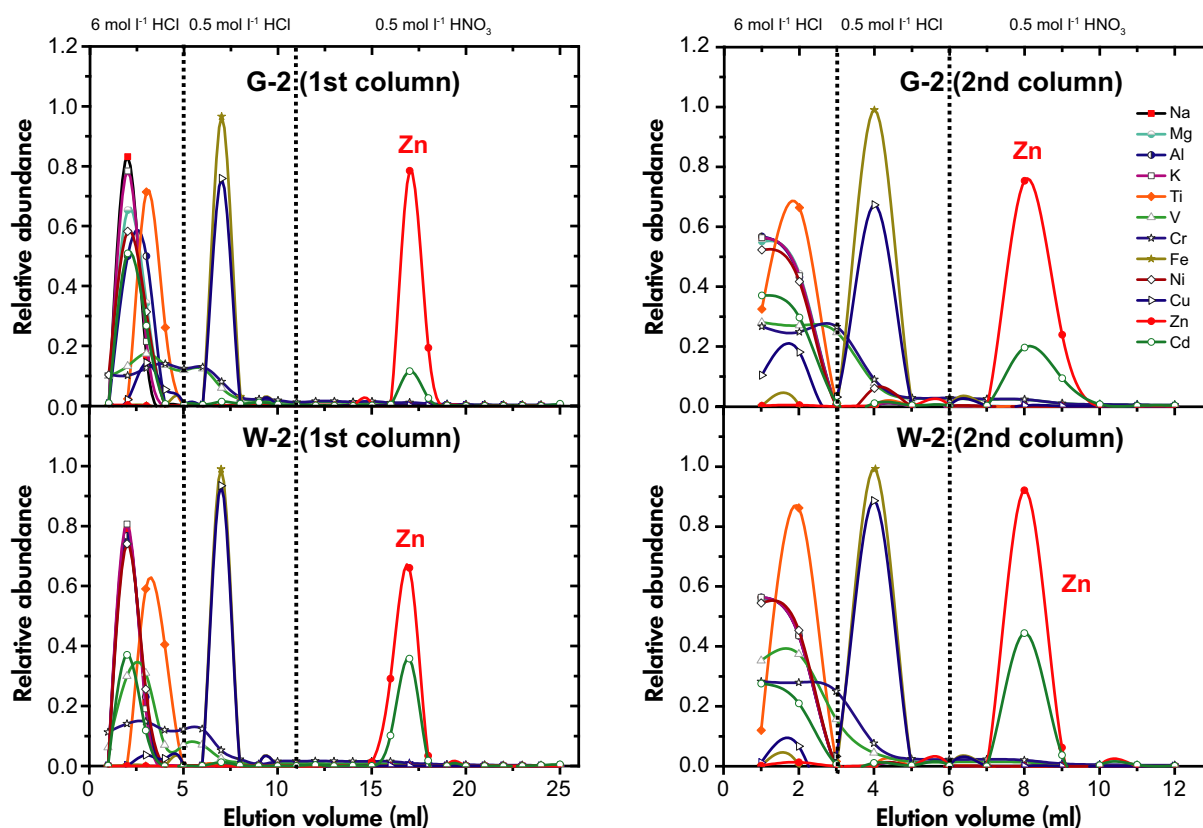 6 mol l⁻¹ HCl 0.5 mol l⁻¹ HCl 0.5 mol l⁻¹ HNO₃
G-2 (1st column)
Zn
Relative abundance
1.2
1.0
0.8
0.6
0.4
0.2
0.0
W-2 (1st column)
Zn
Relative abundance
1.0
0.8
0.6
0.4
0.2
0.0
0 5 10 15 20 25
Elution volume (ml)
6 mol l⁻¹ HCl 0.5 mol l⁻¹ HCl 0.5 mol l⁻¹ HNO₃
G-2 (2nd column)
Zn
Relative abundance
1.2
1.0
0.8
0.6
0.4
0.2
0.0
Na
Mg
Al
K
Ti
V
Cr
Fe
Ni
Cu
Zn
Cd
W-2 (2nd column)
Zn
Relative abundance
1.0
0.8
0.6
0.4
0.2
0.0
0 2 4 6 8 10 12
Elution volume (ml)